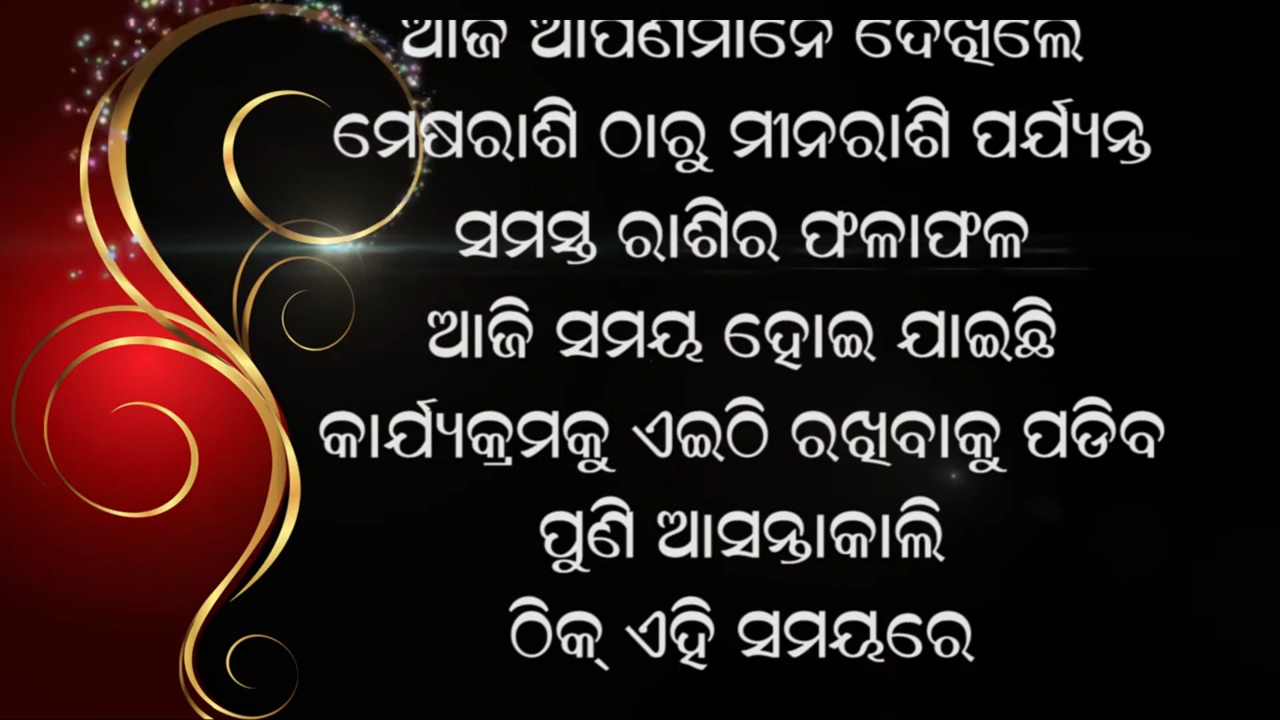 ଆଜି ଆପଣମାନେ ଦେଖିଲେ
ମେଷରାଶି ଠାରୁ ମୀନରାଶି ପର୍ଯ୍ୟନ୍ତ
ସମସ୍ତ ରାଶିର ଫଳାଫଳ
ଆଜି ସମୟ ହୋଇ ଯାଇଛି
କାର୍ଯ୍ୟକ୍ରମକୁ ଏଇଠି ରଖିବାକୁ ପଡିବ
ପୁଣି ଆସନ୍ତାକାଲି
ଠିକ୍ ଏହି ସମୟରେ